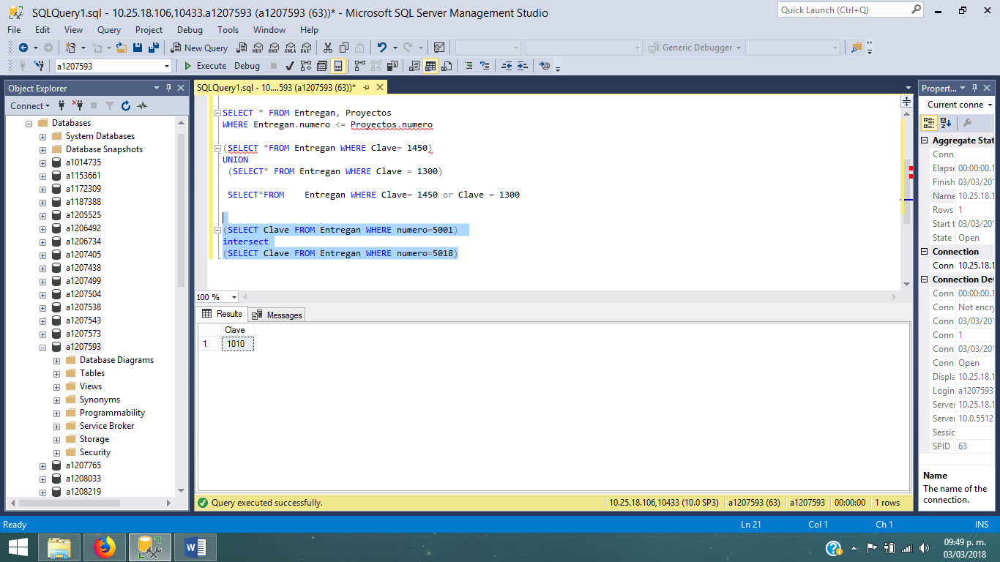 SQLQuery1.sql - 10.25.18.106,10433.a1207593 (a1207593 (63))* - Microsoft SQL Server Management Studio
Quick Launch (Ctrl+Q)
File Edit View Query Project Debug Tools Window Help
New Query
MDX DMX XMLA DAX
Generic Debugger
a1207593
Execute Debug
Object Explorer
Connect
Databases
System Databases
Database Snapshots
a1014735
a1153661
a1172309
a1187388
a1205525
a1206492
a1206734
a1207405
a1207438
a1207499
a1207504
a1207538
a1207543
a1207573
a1207593
Database Diagrams
Tables
Views
Synonyms
Programmability
Service Broker
Storage
Security
a1207765
a1208033
a1208219
SQLQuery1.sql - 10....593 (a1207593 (63))*
SELECT * FROM Entregan, Proyectos
WHERE Entregan.numero <= Proyectos.numero
(SELECT *FROM Entregan WHERE Clave= 1450)
UNION
(SELECT* FROM Entregan WHERE Clave = 1300)
SELECT*FROM    Entregan WHERE Clave= 1450 or Clave = 1300
(SELECT Clave FROM Entregan WHERE numero=5001)
intersect
(SELECT Clave FROM Entregan WHERE numero=5018)
100 %
Results Messages
Clave
1 1010
Query executed successfully.
10.25.18.106,10433 (10.0 SP3) a1207593 (63) a1207593 00:00:00 1 rows
Propert...
Current conne
Aggregate Stat
Conn
Elapse 00:00:00.1
Finish 03/03/201
Name 10.25.18.1
Rows 1
Start t 03/03/201
State Open
Connection
Conn 10.25.18.1
Connection Det
Conn 00:00:00.1
Conn Not encry
Conn 03/03/201
Conn 1
Conn 03/03/201
Conn Open
Displa 10.25.18.1
Login a1207593
Server 10.25.18.1
Server 10.0.5512
Sessic
SPID 63
Name
The name of the
connection.
Ready
Ln 21 Col 1 Ch 1 INS
09:49 p. m.
03/03/2018